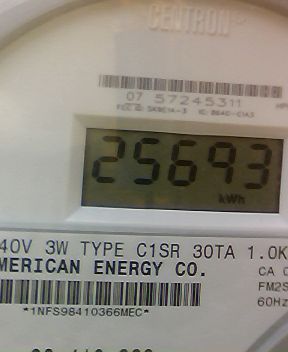 CENTRON
07 57245311
25693
kWh
40V 3W TYPE C1SR 30TA 1.0K
MERICAN ENERGY CO.
CA
FM2S
60Hz
*1NFS98410366MEC*